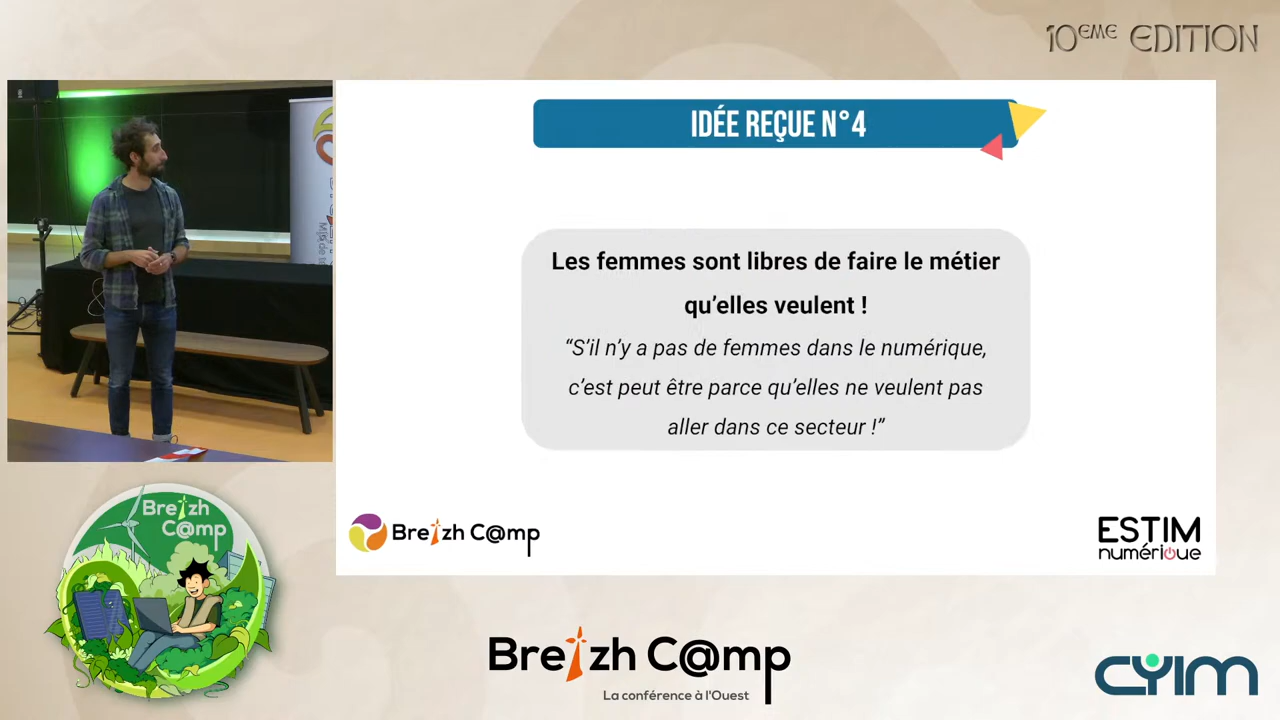 10EME EDITION
IDÉE REÇUE N°4
Les femmes sont libres de faire le métier
qu’elles veulent !
“S’il n’y a pas de femmes dans le numérique,
c’est peut être parce qu’elles ne veulent pas
aller dans ce secteur !”
Breizh C@mp
ESTIM
numérique
Breizh
C@mp
Breizh C@mp
La conférence à l'Ouest
CYIM